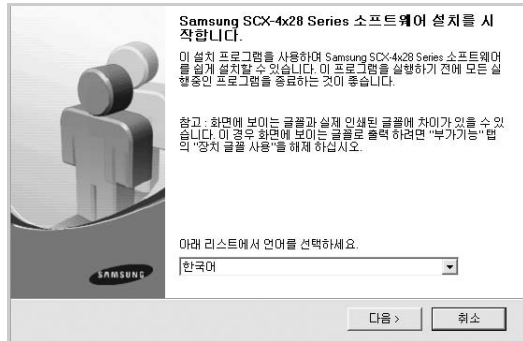 Samsung SCX-4x28 Series 소프트웨어 설치를 시
작합니다.
이 설치 프로그램을 사용하여 Samsung SCX-4x28 Series 소프트웨어
를 쉽게 설치할 수 있습니다. 이 프로그램을 실행하기 전에 모든 실
행중인 프로그램을 종료하는 것이 좋습니다.
참고 : 화면에 보이는 글꼴과 실제 인쇄된 글꼴에 차이가 있을 수 있
습니다. 이 경우 화면에 보이는 글꼴로 출력 하려면 "부가기능" 탭
의 "장치 글꼴 사용"을 해제 하십시오.
아래 리스트에서 언어를 선택하세요.
SAMSUNG
한국어
다음 >
취소